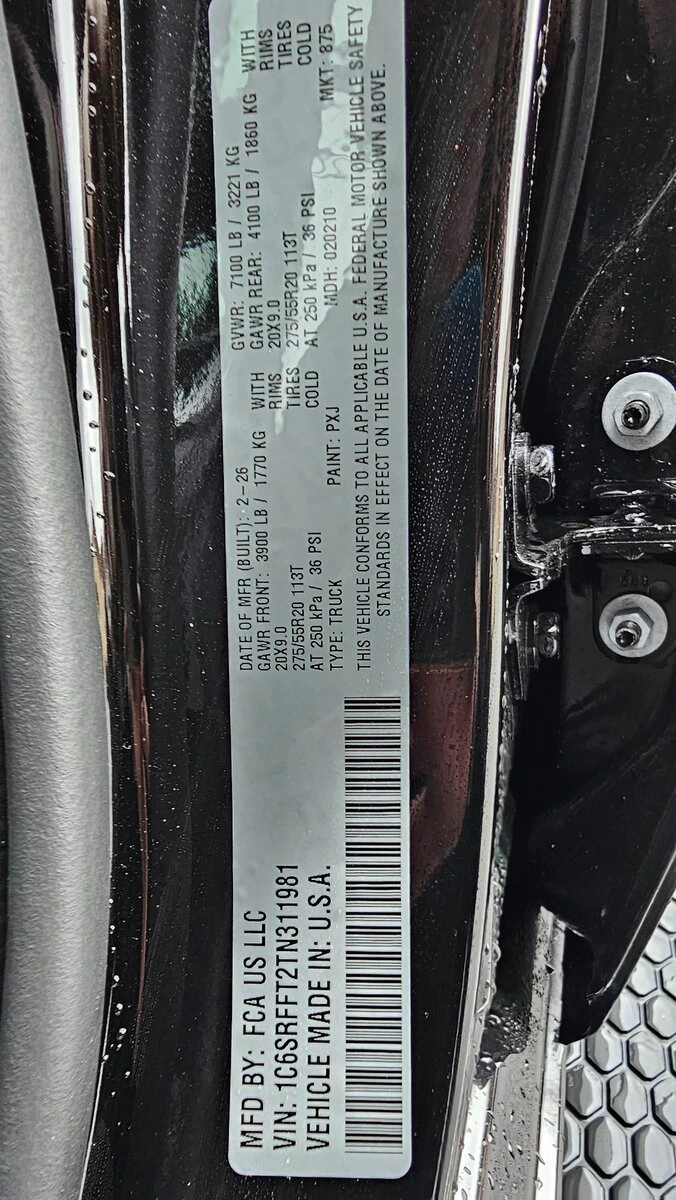 MFD BY: FCA US LLC
VIN: 1C6SRFFT2TN311981
VEHICLE MADE IN: U.S.A.
DATE OF MFR (BUILT): 2-26 GVWR: 7100 LB / 3221 KG
GAWR FRONT: 3900 LB / 1770 KG WITH GAWR REAR: 4100 LB / 1860 KG WITH
20X9.0 RIMS 20X9.0 RIMS
275/55R20 113T TIRES 275/55R20 113T TIRES
AT 250 kPa / 36 PSI COLD AT 250 kPa / 36 PSI COLD
TYPE: TRUCK PAINT: PXJ MDH: 020210 MKT: 875
THIS VEHICLE CONFORMS TO ALL APPLICABLE U.S.A. FEDERAL MOTOR VEHICLE SAFETY
STANDARDS IN EFFECT ON THE DATE OF MANUFACTURE SHOWN ABOVE.